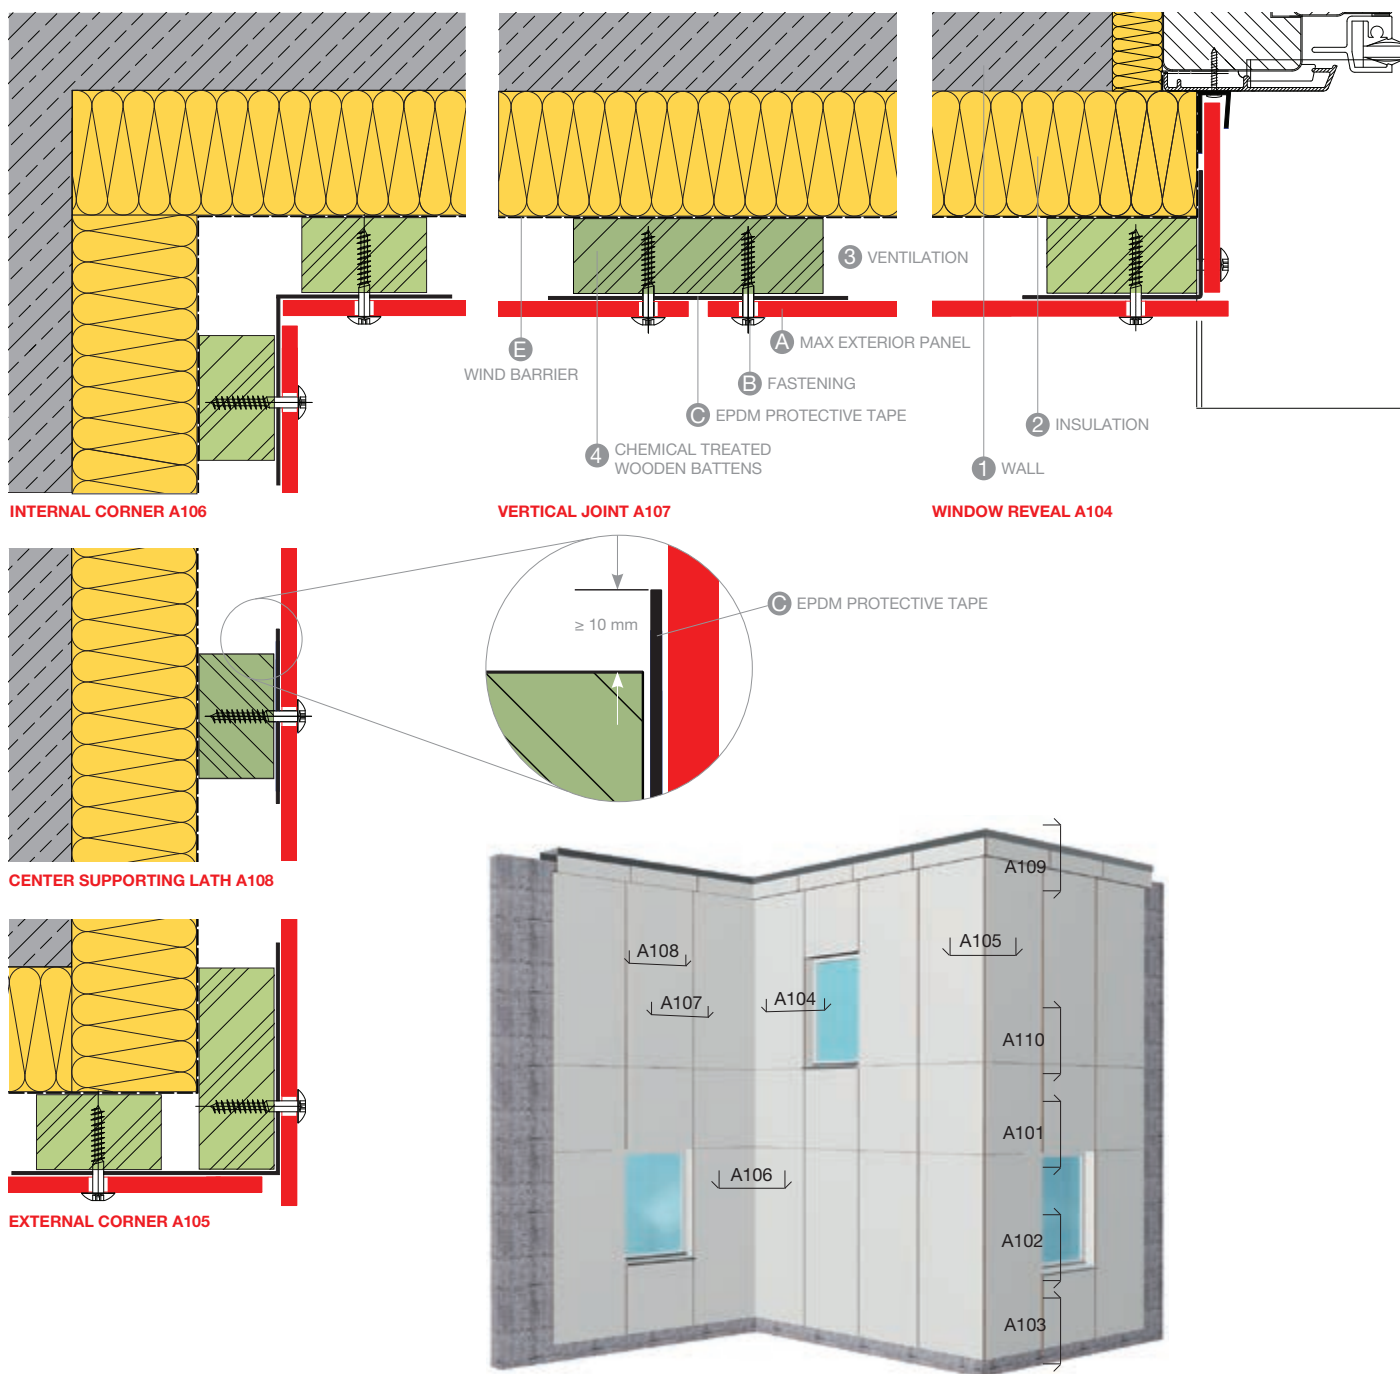 3 VENTILATION
A MAX EXTERIOR PANEL
E
WIND BARRIER
B FASTENING
C EPDM PROTECTIVE TAPE
4 CHEMICAL TREATED
WOODEN BATTENS
2 INSULATION
1 WALL
INTERNAL CORNER A106
VERTICAL JOINT A107
WINDOW REVEAL A104
≥ 10 mm
C EPDM PROTECTIVE TAPE
CENTER SUPPORTING LATH A108
EXTERNAL CORNER A105
A109
A108
A105
A107
A104
A110
A101
A106
A102
A103